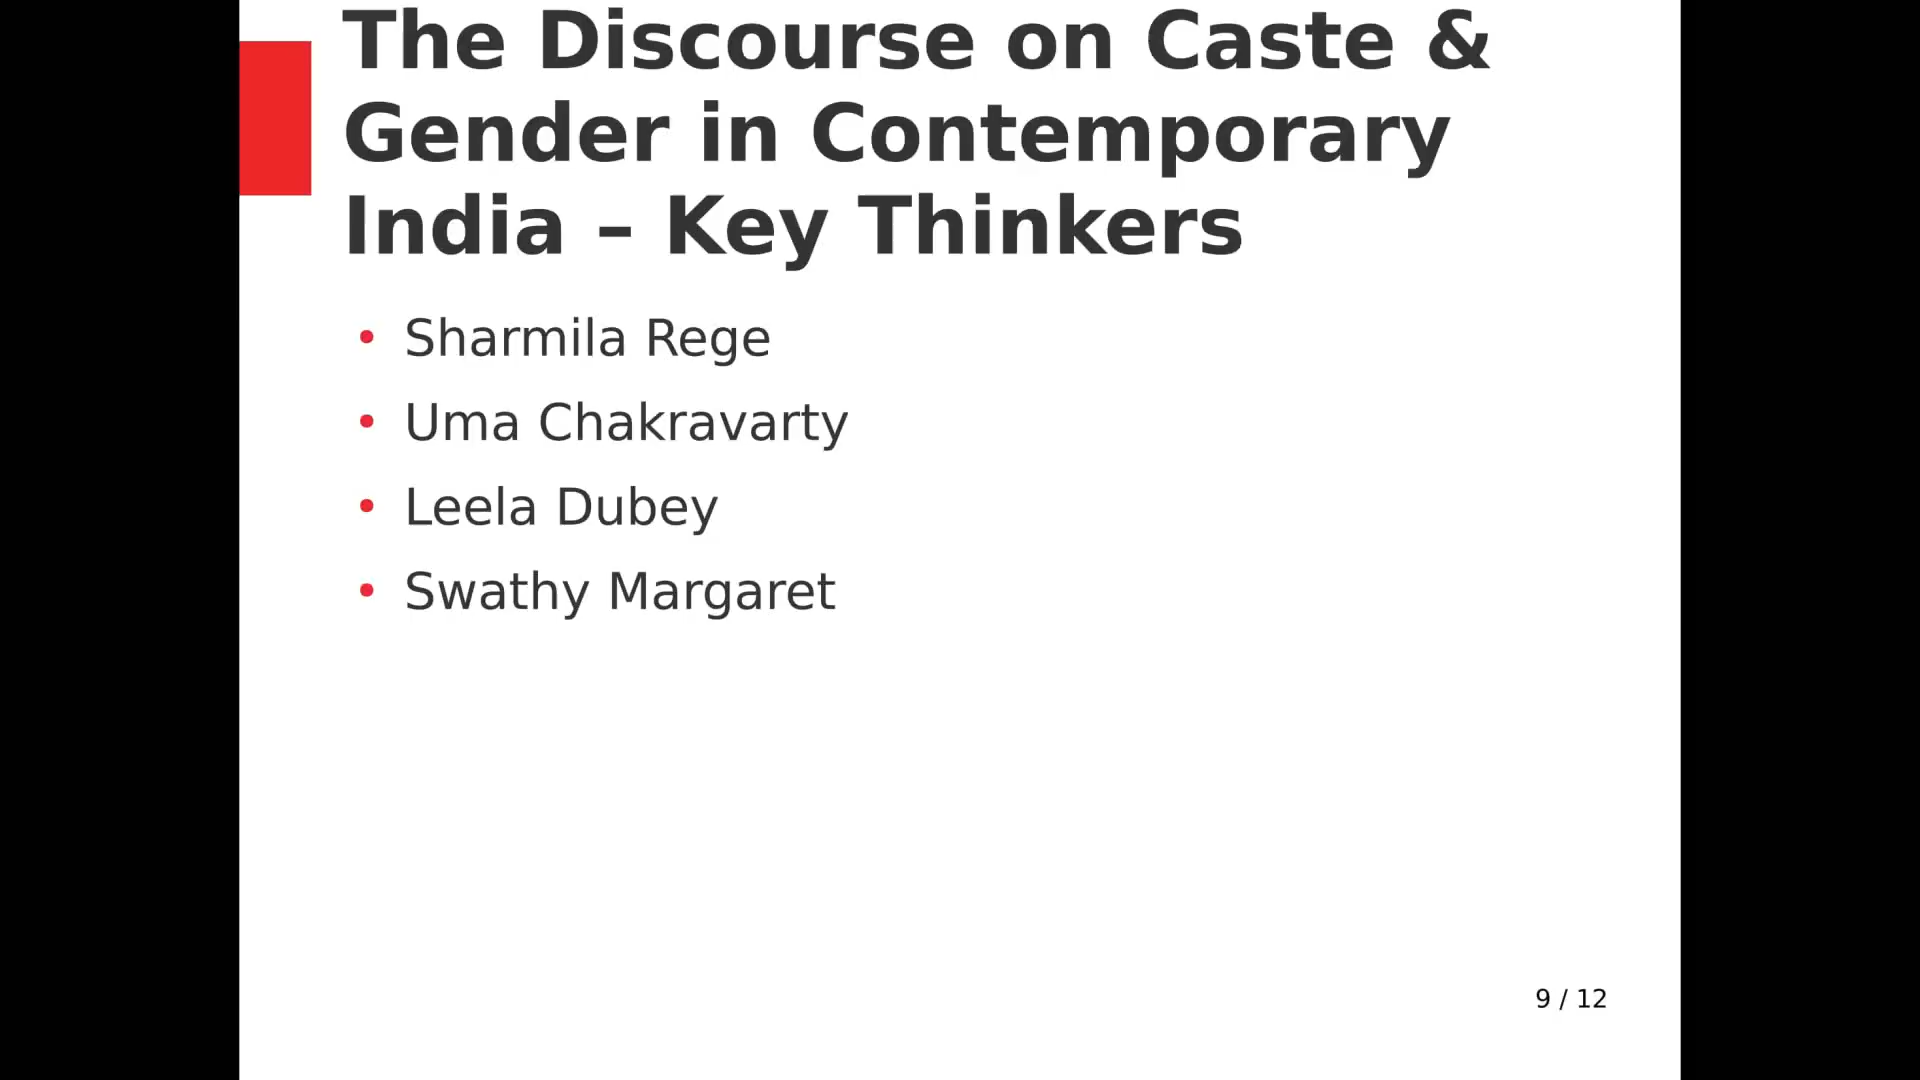 The Discourse on Caste &
Gender in Contemporary
India – Key Thinkers
• Sharmila Rege
• Uma Chakravarty
• Leela Dubey
• Swathy Margaret
9 / 12